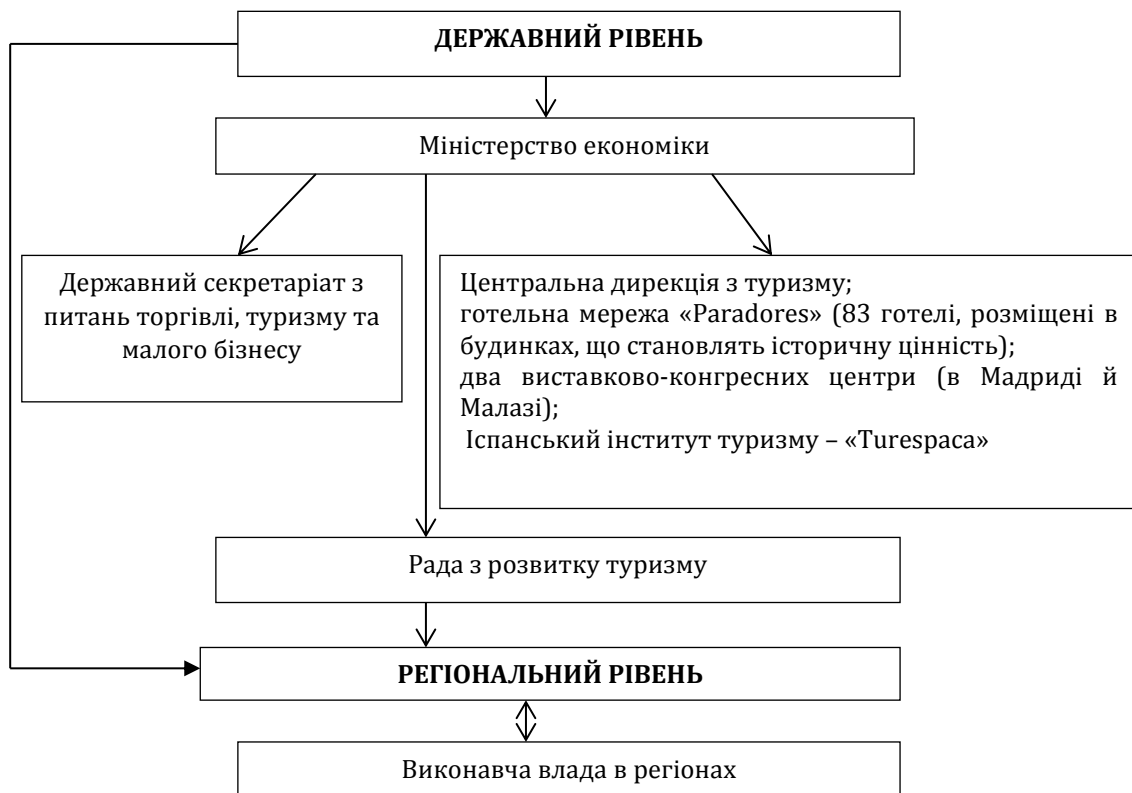 ДЕРЖАВНИЙ РІВЕНЬ
Міністерство економіки
Державний секретаріат з
питань торгівлі, туризму та
малого бізнесу
Центральна дирекція з туризму;
готельна мережа «Paradores» (83 готелі, розміщені в
будинках, що становлять історичну цінність);
два виставково-конгресних центри (в Мадриді й
Малазі);
Іспанський інститут туризму – «Turespaca»
Рада з розвитку туризму
РЕГІОНАЛЬНИЙ РІВЕНЬ
Виконавча влада в регіонах